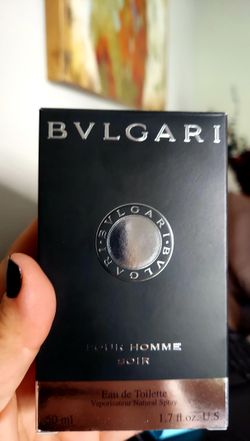 BVLGARI
BVLGARI·BVLGARI·
POUR HOMME
SOIR
Eau de Toilette
Vaporisateur Natural Spray
50 ml 1.7 fl.oz. U.S.